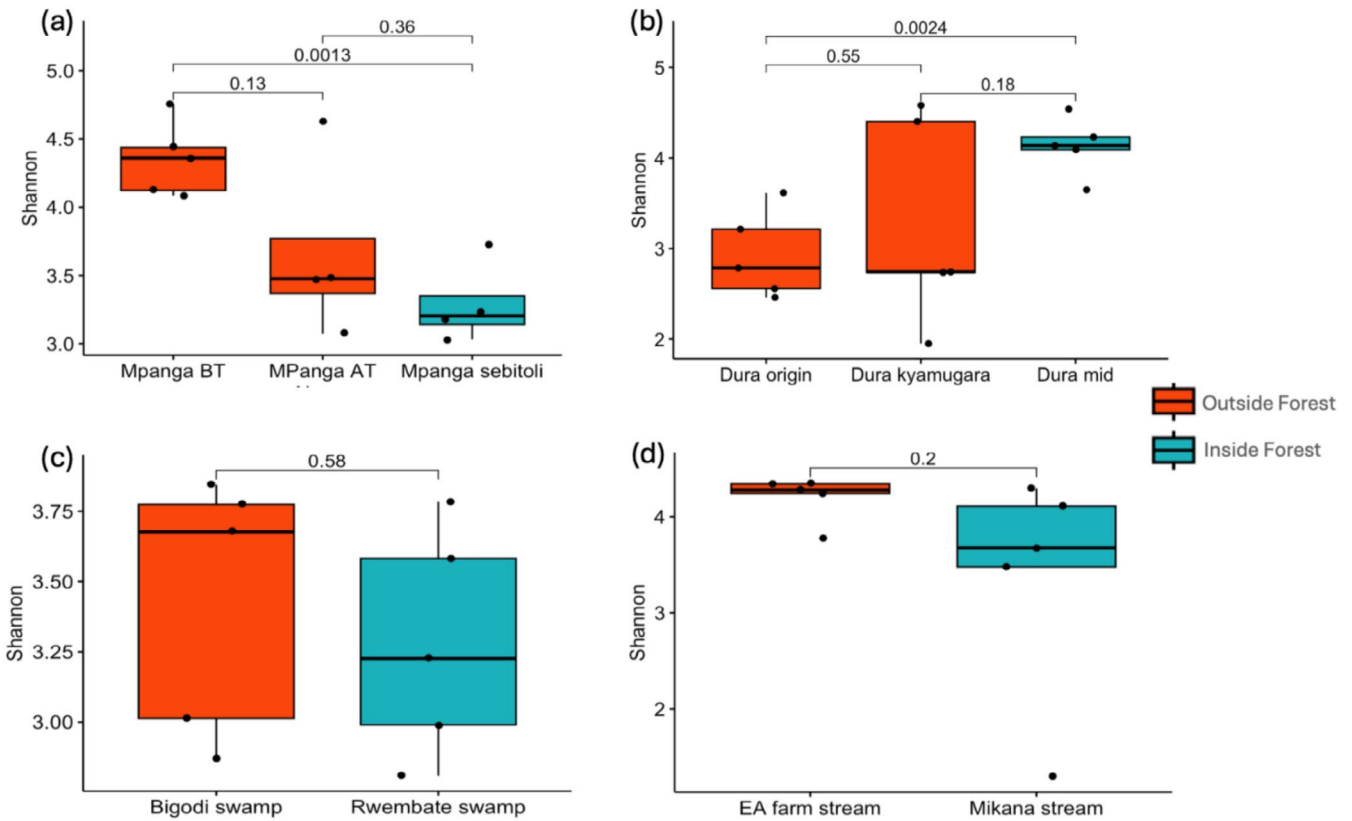 (a)
0.36
0.0013
0.13
5.0
4.5
4.0
3.5
3.0
Shannon
Mpanga BT
MPanga AT
Mpanga sebitoli
(b)
0.0024
0.55
0.18
5
4
3
2
Shannon
Dura origin
Dura kyamugara
Dura mid
Outside Forest
Inside Forest
(c)
0.58
3.75
3.50
3.25
3.00
Shannon
Bigodi swamp
Rwembate swamp
(d)
0.2
4
3
2
Shannon
EA farm stream
Mikana stream